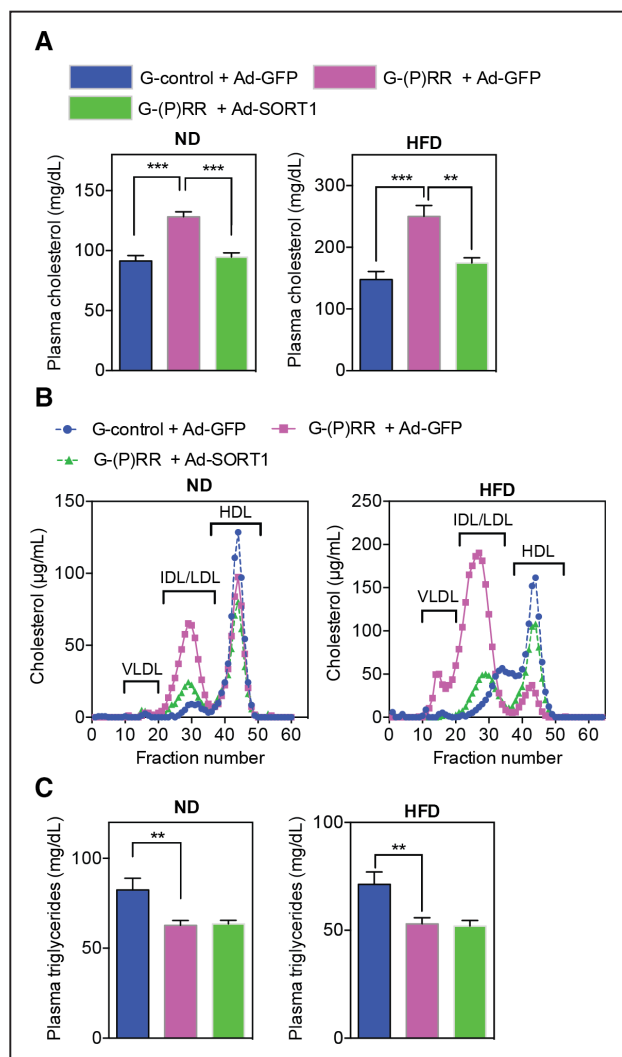 A
G-control + Ad-GFP
G-(P)RR + Ad-GFP
G-(P)RR + Ad-SORT1
ND
HFD
Plasma cholesterol (mg/dL)
150
100
50
0
***
***
Plasma cholesterol (mg/dL)
300
200
100
0
***
**
B
G-control + Ad-GFP
G-(P)RR + Ad-GFP
G-(P)RR + Ad-SORT1
ND
HFD
Cholesterol (µg/mL)
150
100
50
0
HDL
IDL/LDL
VLDL
0 10 20 30 40 50 60
Fraction number
Cholesterol (µg/mL)
250
200
150
100
50
0
IDL/LDL
HDL
VLDL
0 10 20 30 40 50 60
Fraction number
C
ND
HFD
Plasma triglycerides (mg/dL)
100
50
0
**
Plasma triglycerides (mg/dL)
100
50
0
**